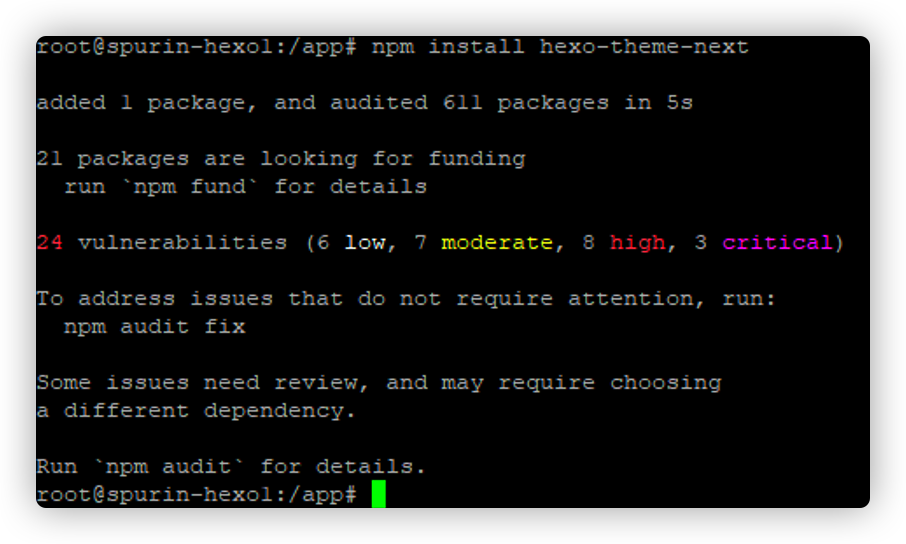 root@spurin-hexo1:/app# npm install hexo-theme-next
added 1 package, and audited 611 packages in 5s
21 packages are looking for funding
run `npm fund` for details
24 vulnerabilities (6 low, 7 moderate, 8 high, 3 critical)
To address issues that do not require attention, run:
npm audit fix
Some issues need review, and may require choosing
a different dependency.
Run `npm audit` for details.
root@spurin-hexo1:/app#